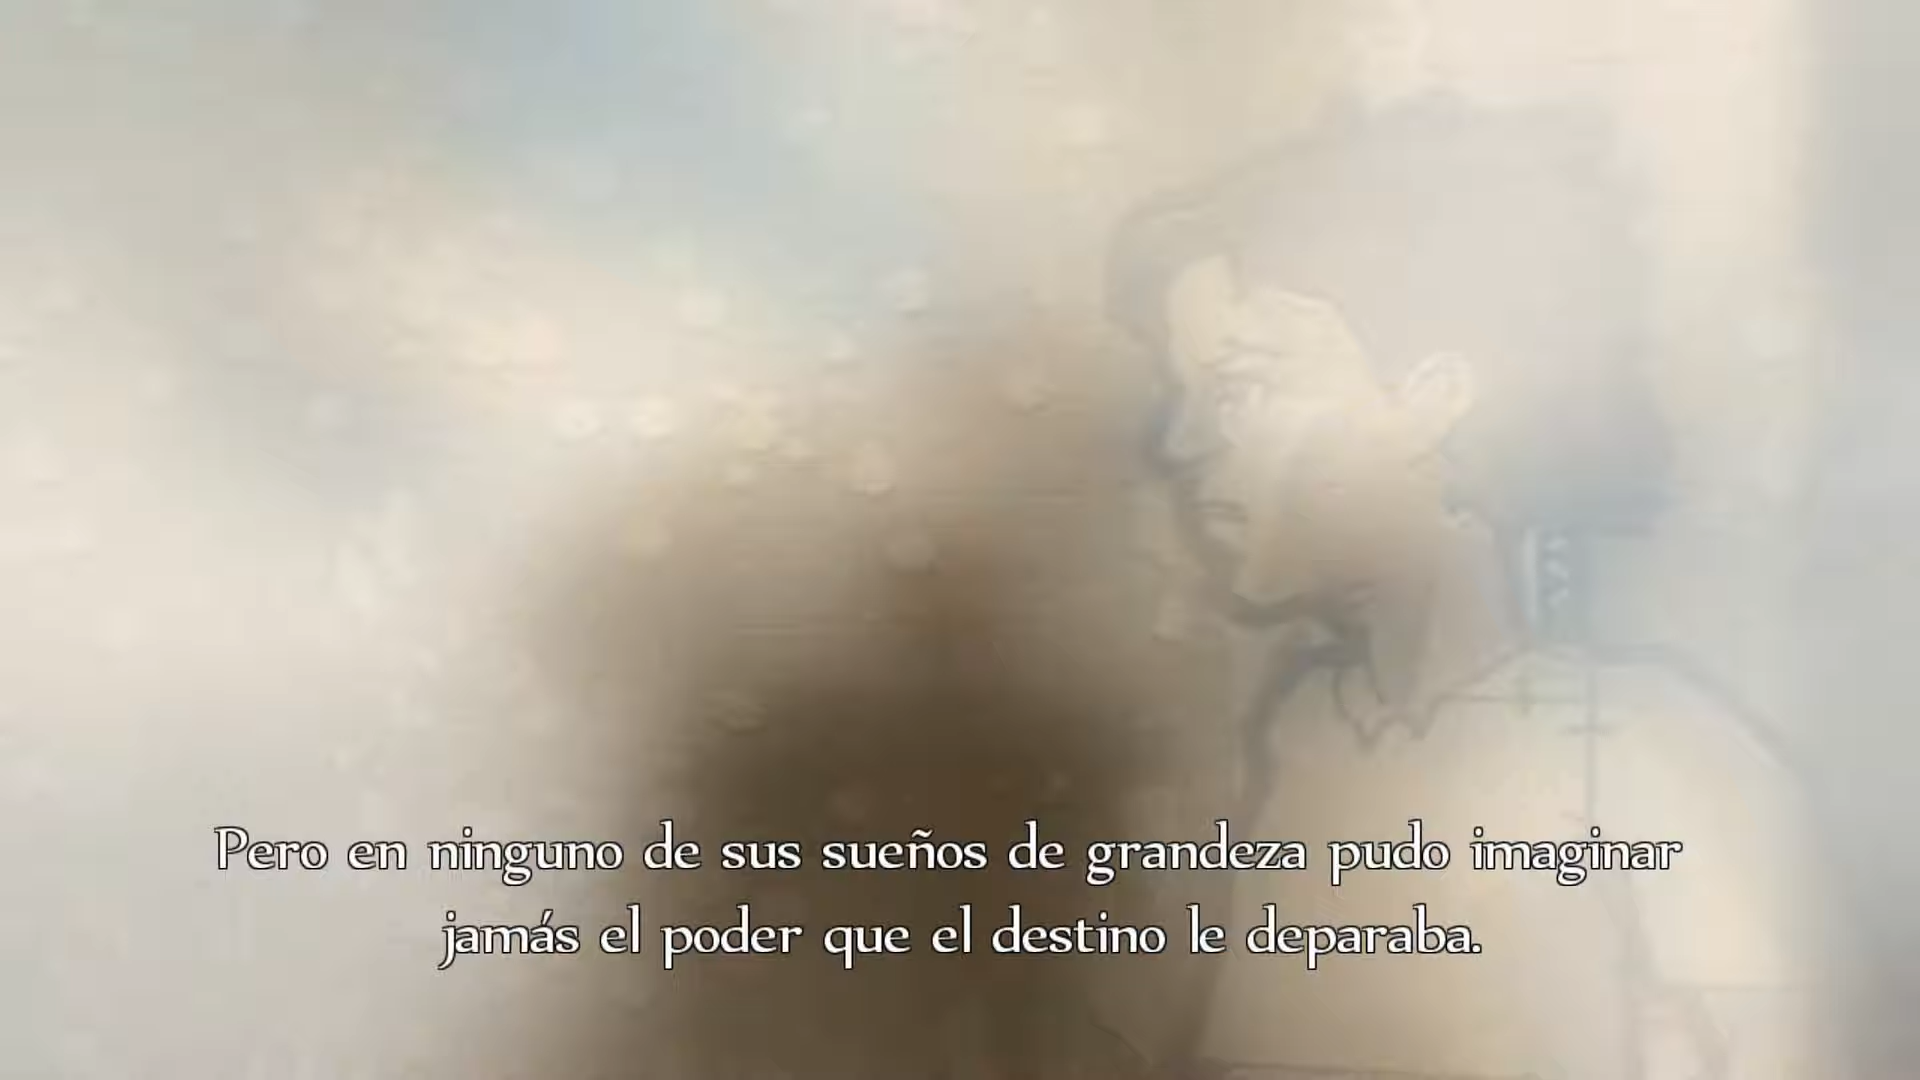 Pero en ninguno de sus sueños de grandeza pudo imaginar
jamás el poder que el destino le deparaba.